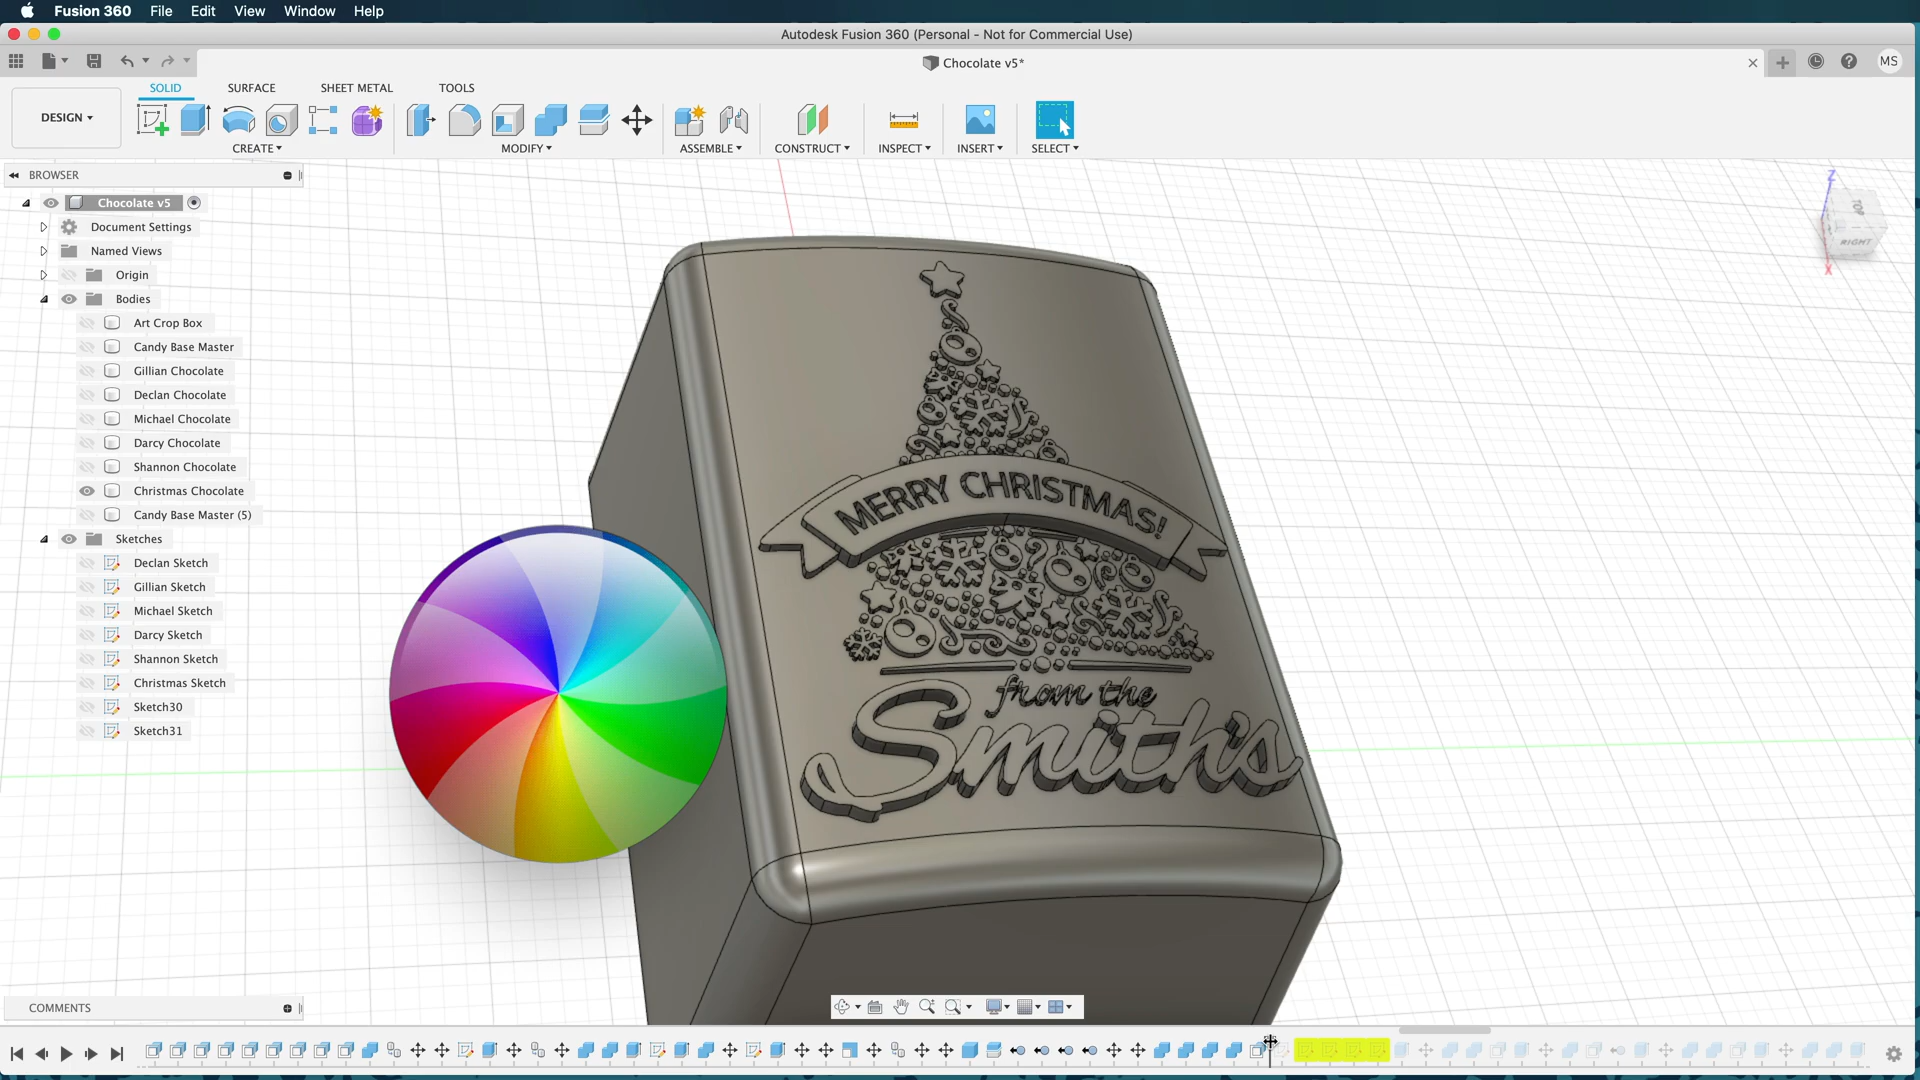 Fusion 360 File Edit View Window Help
Autodesk Fusion 360 (Personal - Not for Commercial Use)
Chocolate v5*
MS
SOLID SURFACE SHEET METAL TOOLS
DESIGN
CREATE MODIFY ASSEMBLE CONSTRUCT INSPECT INSERT SELECT
BROWSER
Chocolate v5
Document Settings
Named Views
Origin
Bodies
Art Crop Box
Candy Base Master
Gillian Chocolate
Declan Chocolate
Michael Chocolate
Darcy Chocolate
Shannon Chocolate
Christmas Chocolate
Candy Base Master (5)
Sketches
Declan Sketch
Gillian Sketch
Michael Sketch
Darcy Sketch
Shannon Sketch
Christmas Sketch
Sketch30
Sketch31
Z
TOP
RIGHT
X
MERRY CHRISTMAS!
from the
Smith's
COMMENTS